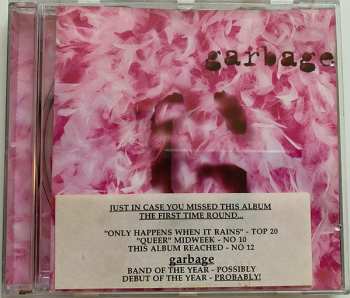 garbage
JUST IN CASE YOU MISSED THIS ALBUM
THE FIRST TIME ROUND...
"ONLY HAPPENS WHEN IT RAINS" - TOP 20
"QUEER" MIDWEEK - NO 10
THIS ALBUM REACHED - NO 12
garbage
BAND OF THE YEAR - POSSIBLY
DEBUT OF THE YEAR - PROBABLY!